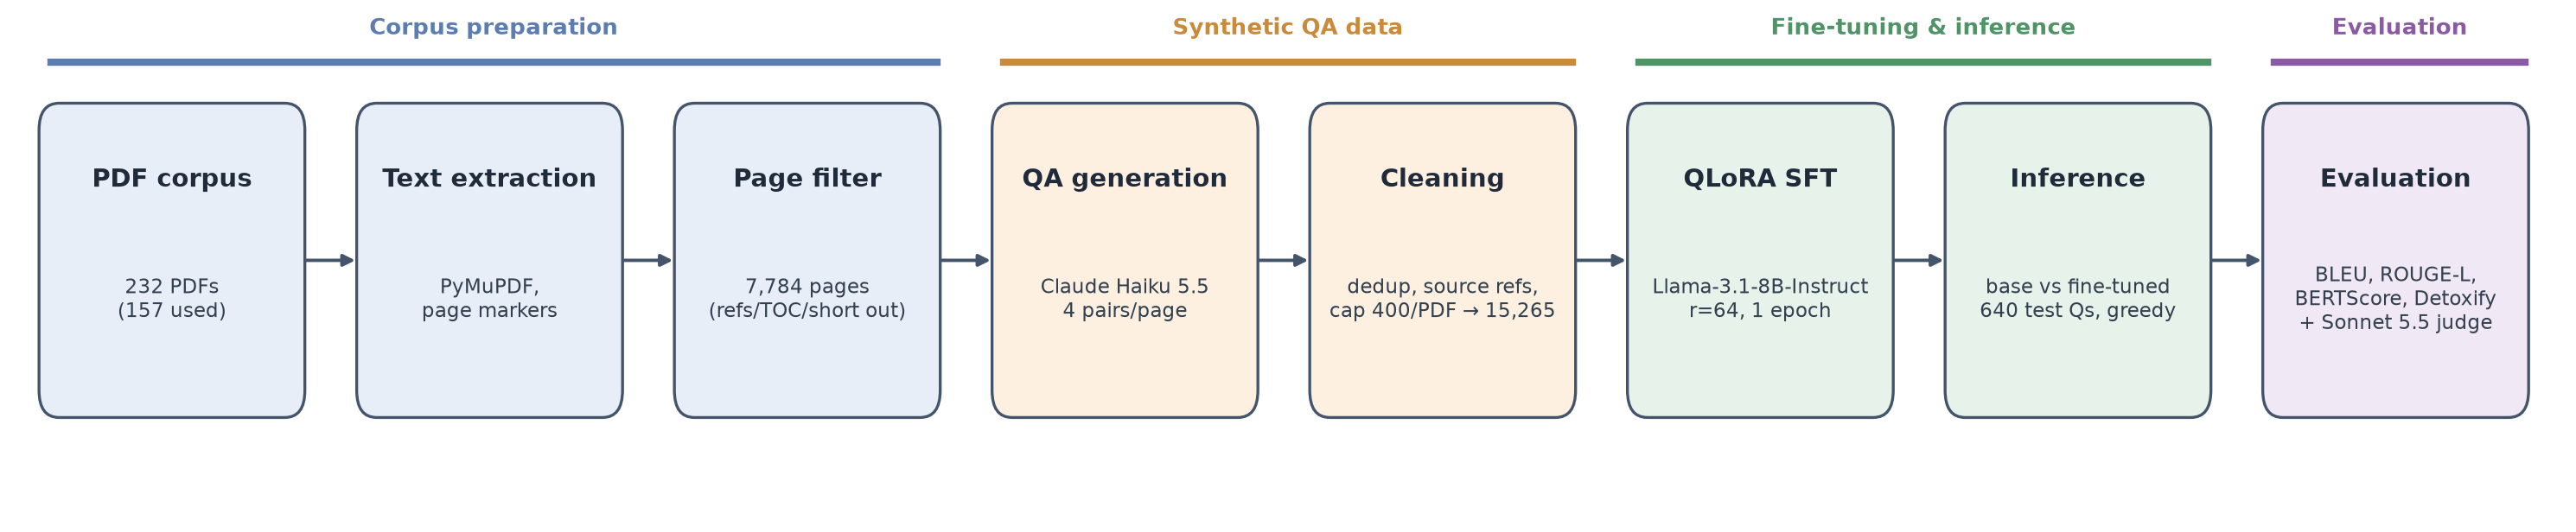 Corpus preparation
Synthetic QA data
Fine-tuning & inference
Evaluation
PDF corpus
232 PDFs
(157 used)
Text extraction
PyMuPDF,
page markers
Page filter
7,784 pages
(refs/TOC/short out)
QA generation
Claude Haiku 5.5
4 pairs/page
Cleaning
dedup, source refs,
cap 400/PDF → 15,265
QLoRA SFT
Llama-3.1-8B-Instruct
r=64, 1 epoch
Inference
base vs fine-tuned
640 test Qs, greedy
Evaluation
BLEU, ROUGE-L,
BERTScore, Detoxify
+ Sonnet 5.5 judge